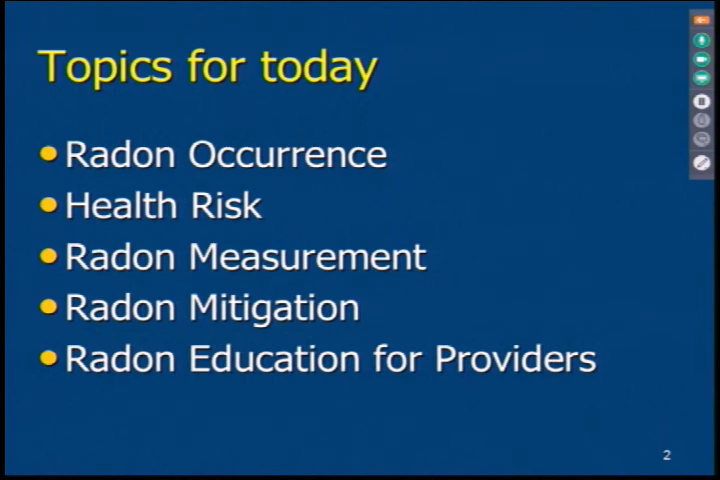 Topics for today
• Radon Occurrence
• Health Risk
• Radon Measurement
• Radon Mitigation
• Radon Education for Providers
2